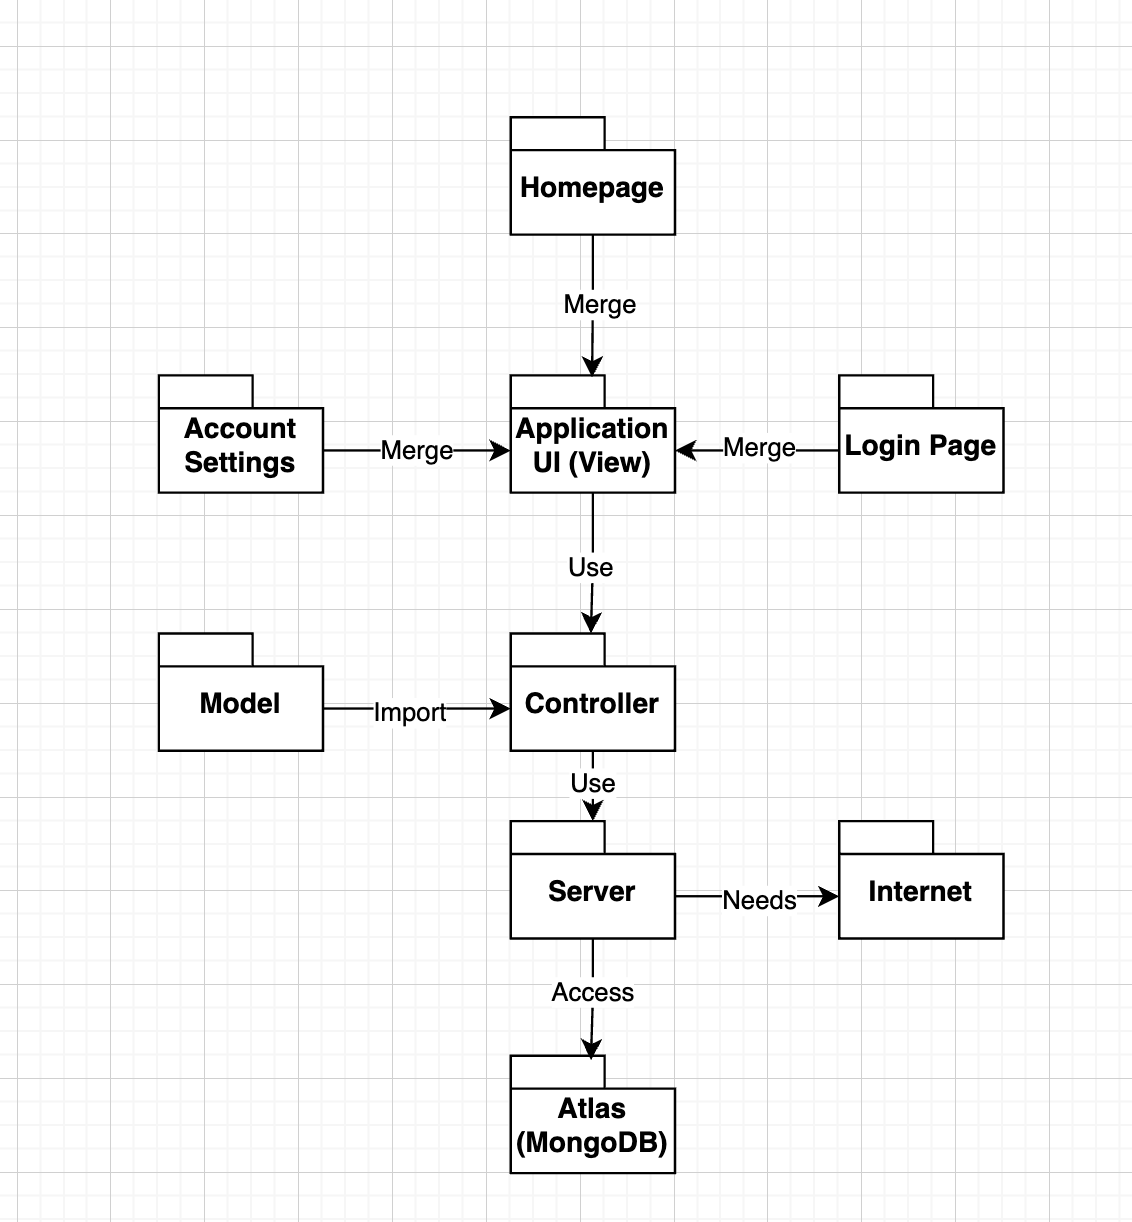 Homepage
Merge
Account
Settings
Merge
Application
UI (View)
Merge
Login Page
Use
Model
Import
Controller
Use
Server
Needs
Internet
Access
Atlas
(MongoDB)